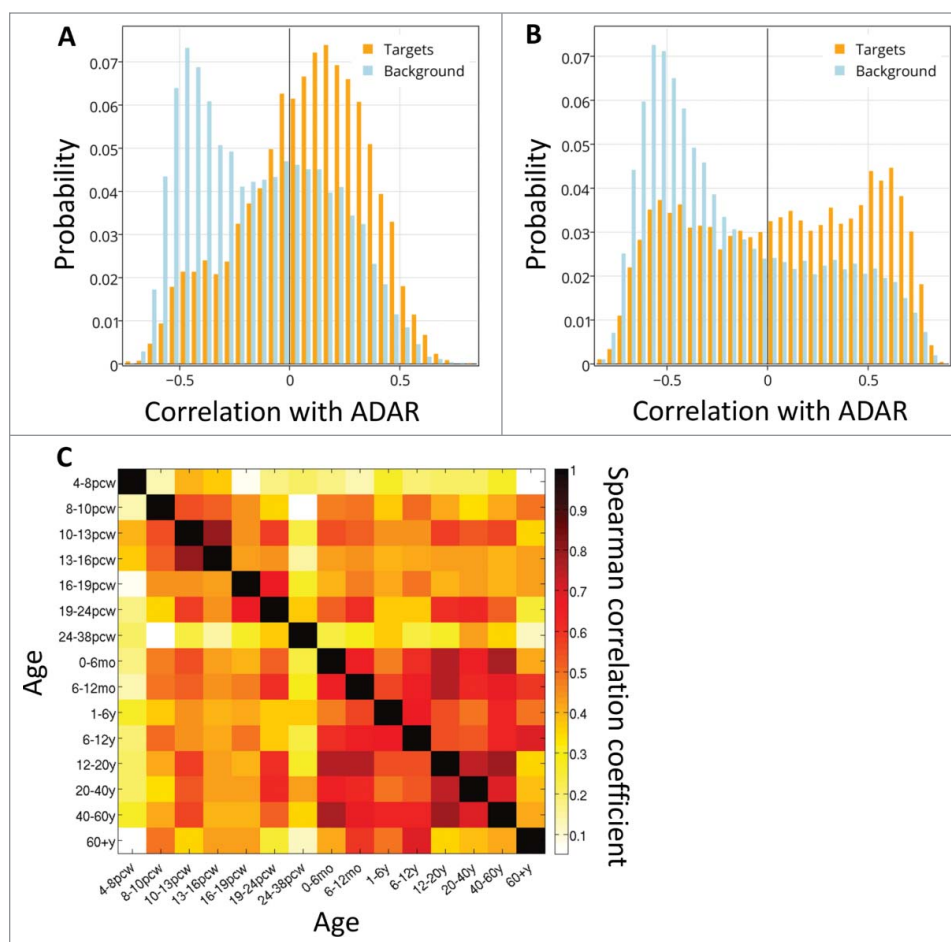 A
Targets
Background
Probability
0.07
0.06
0.05
0.04
0.03
0.02
0.01
0
−0.5
0
0.5
Correlation with ADAR
B
Targets
Background
Probability
0.07
0.06
0.05
0.04
0.03
0.02
0.01
0
−0.5
0
0.5
Correlation with ADAR
C
Age
4-8pcw
8-10pcw
10-13pcw
13-16pcw
16-19pcw
19-24pcw
24-38pcw
0-6mo
6-12mo
1-6y
6-12y
12-20y
20-40y
40-60y
60+y
4-8pcw
8-10pcw
10-13pcw
13-16pcw
16-19pcw
19-24pcw
24-38pcw
0-6mo
6-12mo
1-6y
6-12y
12-20y
20-40y
40-60y
60+y
Age
1
0.9
0.8
0.7
0.6
0.5
0.4
0.3
0.2
0.1
Spearman correlation coefficient